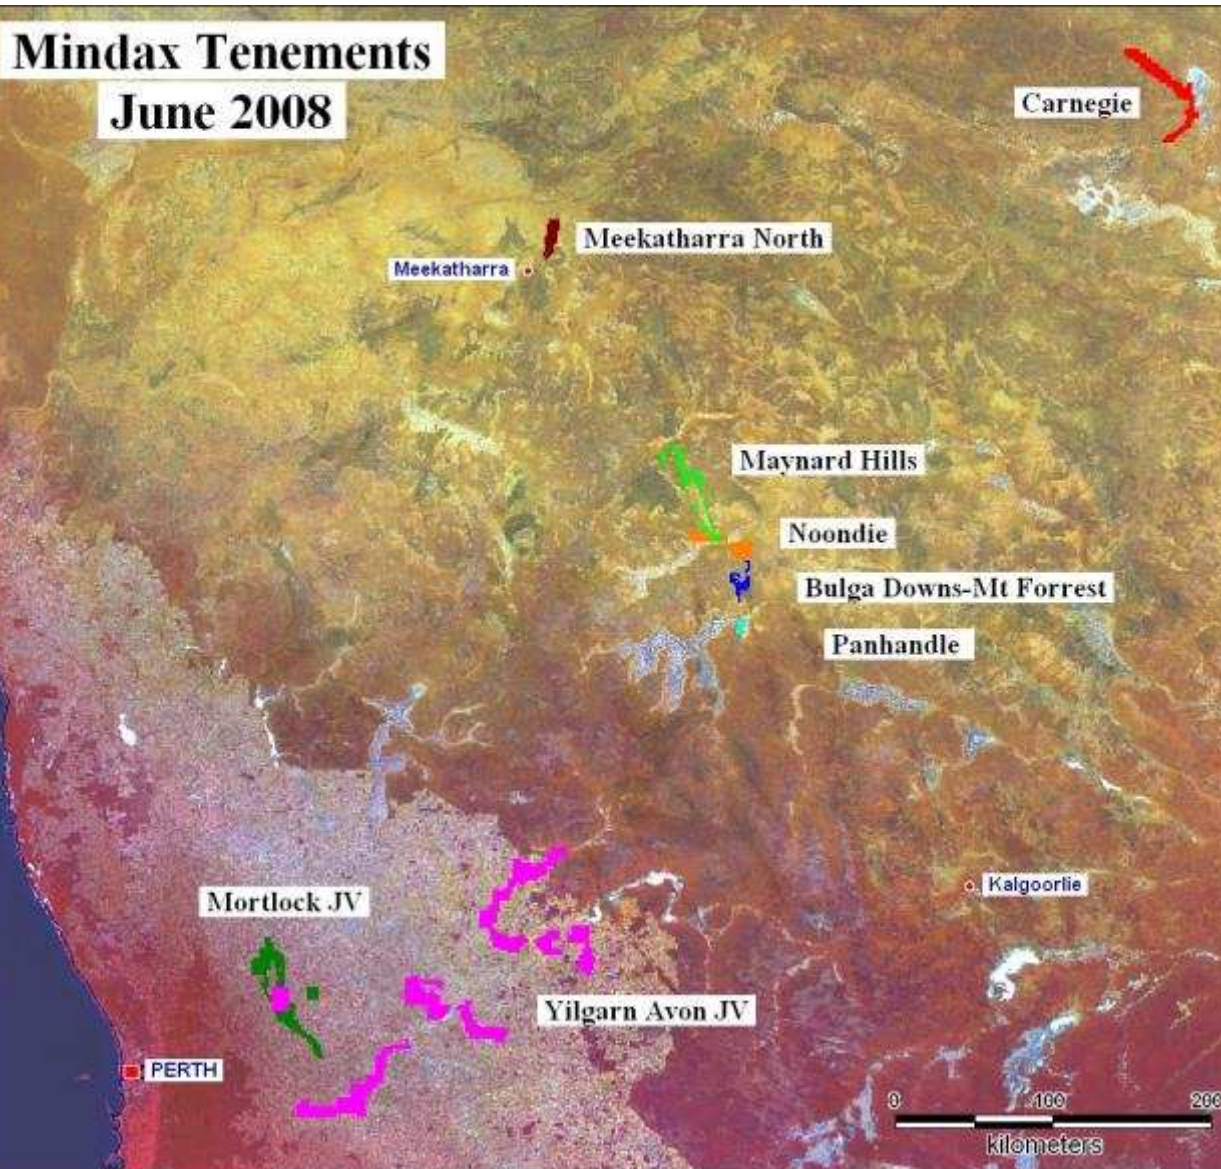 Mindax Tenements
June 2008
Carnegie
Meekatharra North
Meekatharra
Maynard Hills
Noondie
Bulga Downs-Mt Forrest
Panhandle
Kalgoorlie
Mortlock JV
Yilgarn Avon JV
PERTH
0 100 200
kilometers